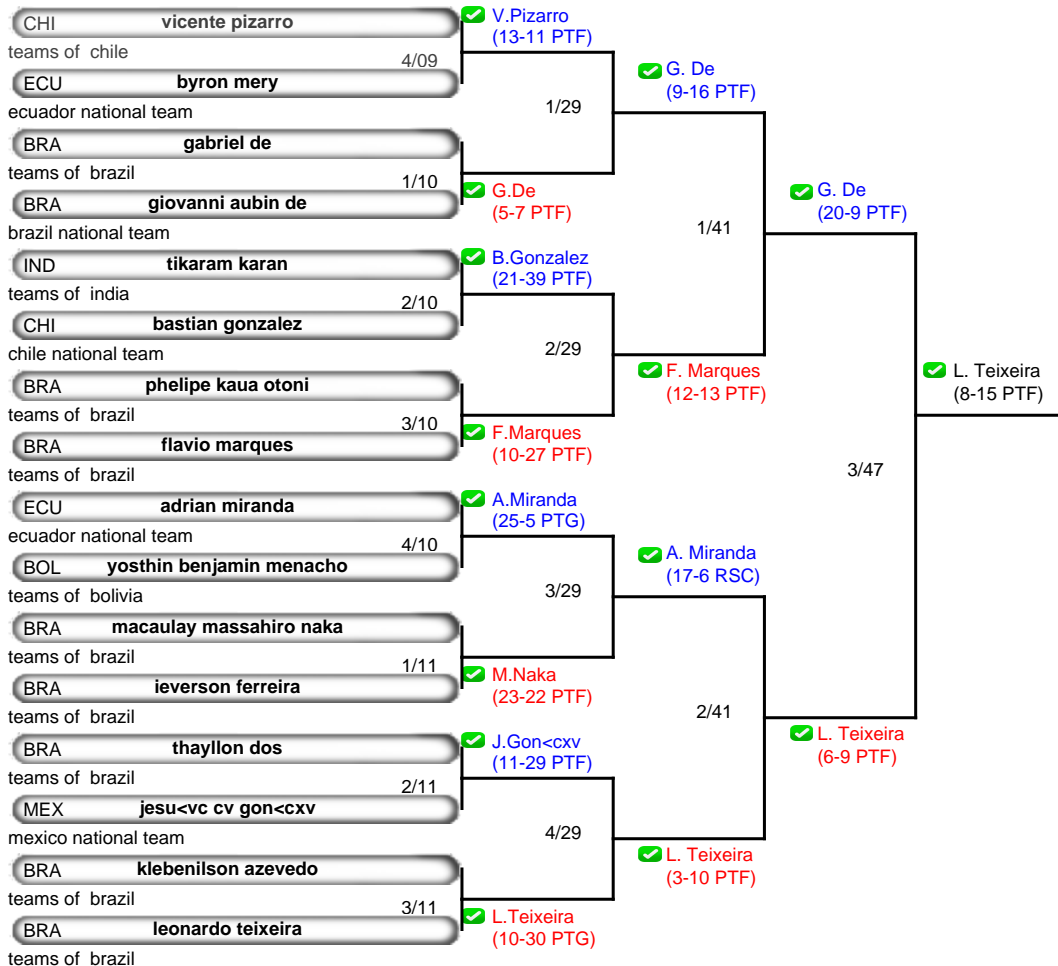 CHI vicente pizarro
teams of chile
4/09
ECU byron mery
ecuador national team
BRA gabriel de
teams of brazil
1/10
BRA giovanni aubin de
brazil national team
IND tikaram karan
teams of india
2/10
CHI bastian gonzalez
chile national team
BRA phelipe kaua otoni
teams of brazil
3/10
BRA flavio marques
teams of brazil
ECU adrian miranda
ecuador national team
4/10
BOL yosthin benjamin menacho
teams of bolivia
BRA macaulay massahiro naka
teams of brazil
1/11
BRA ieverson ferreira
teams of brazil
BRA thayllon dos
teams of brazil
2/11
MEX jesu<vc cv gon<cxv
mexico national team
BRA klebenilson azevedo
teams of brazil
3/11
BRA leonardo teixeira
teams of brazil
V.Pizarro
(13-11 PTF)
1/29
G.De
(5-7 PTF)
B.Gonzalez
(21-39 PTF)
2/29
F.Marques
(10-27 PTF)
A.Miranda
(25-5 PTG)
3/29
M.Naka
(23-22 PTF)
J.Gon<cxv
(11-29 PTF)
4/29
L.Teixeira
(10-30 PTG)
G. De
(9-16 PTF)
1/41
F. Marques
(12-13 PTF)
A. Miranda
(17-6 RSC)
2/41
L. Teixeira
(3-10 PTF)
G. De
(20-9 PTF)
3/47
L. Teixeira
(6-9 PTF)
L. Teixeira
(8-15 PTF)